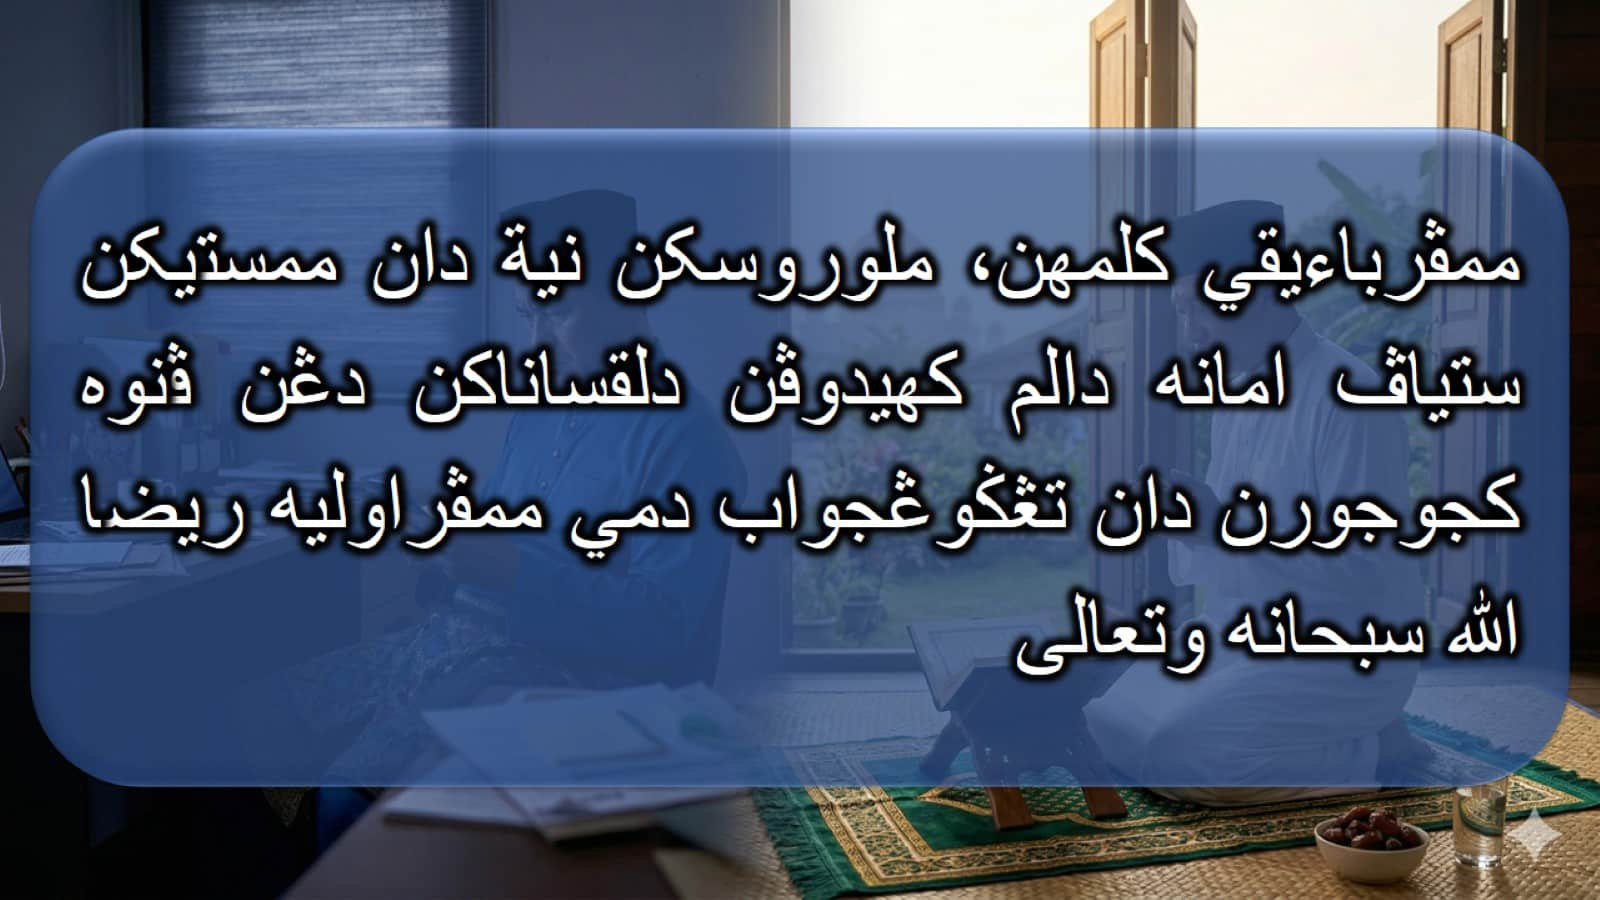 ممڤرباءيقي كلمهن، ملوروسكن نية دان ممستيكن
ستياڤ امانه دالم كهيدوڤن دلقساناكن دڠن ڤنوه
كجوجورن دان تڠݢوڠجواب دمي ممڤراوليه ريضا
الله سبحانه وتعالى